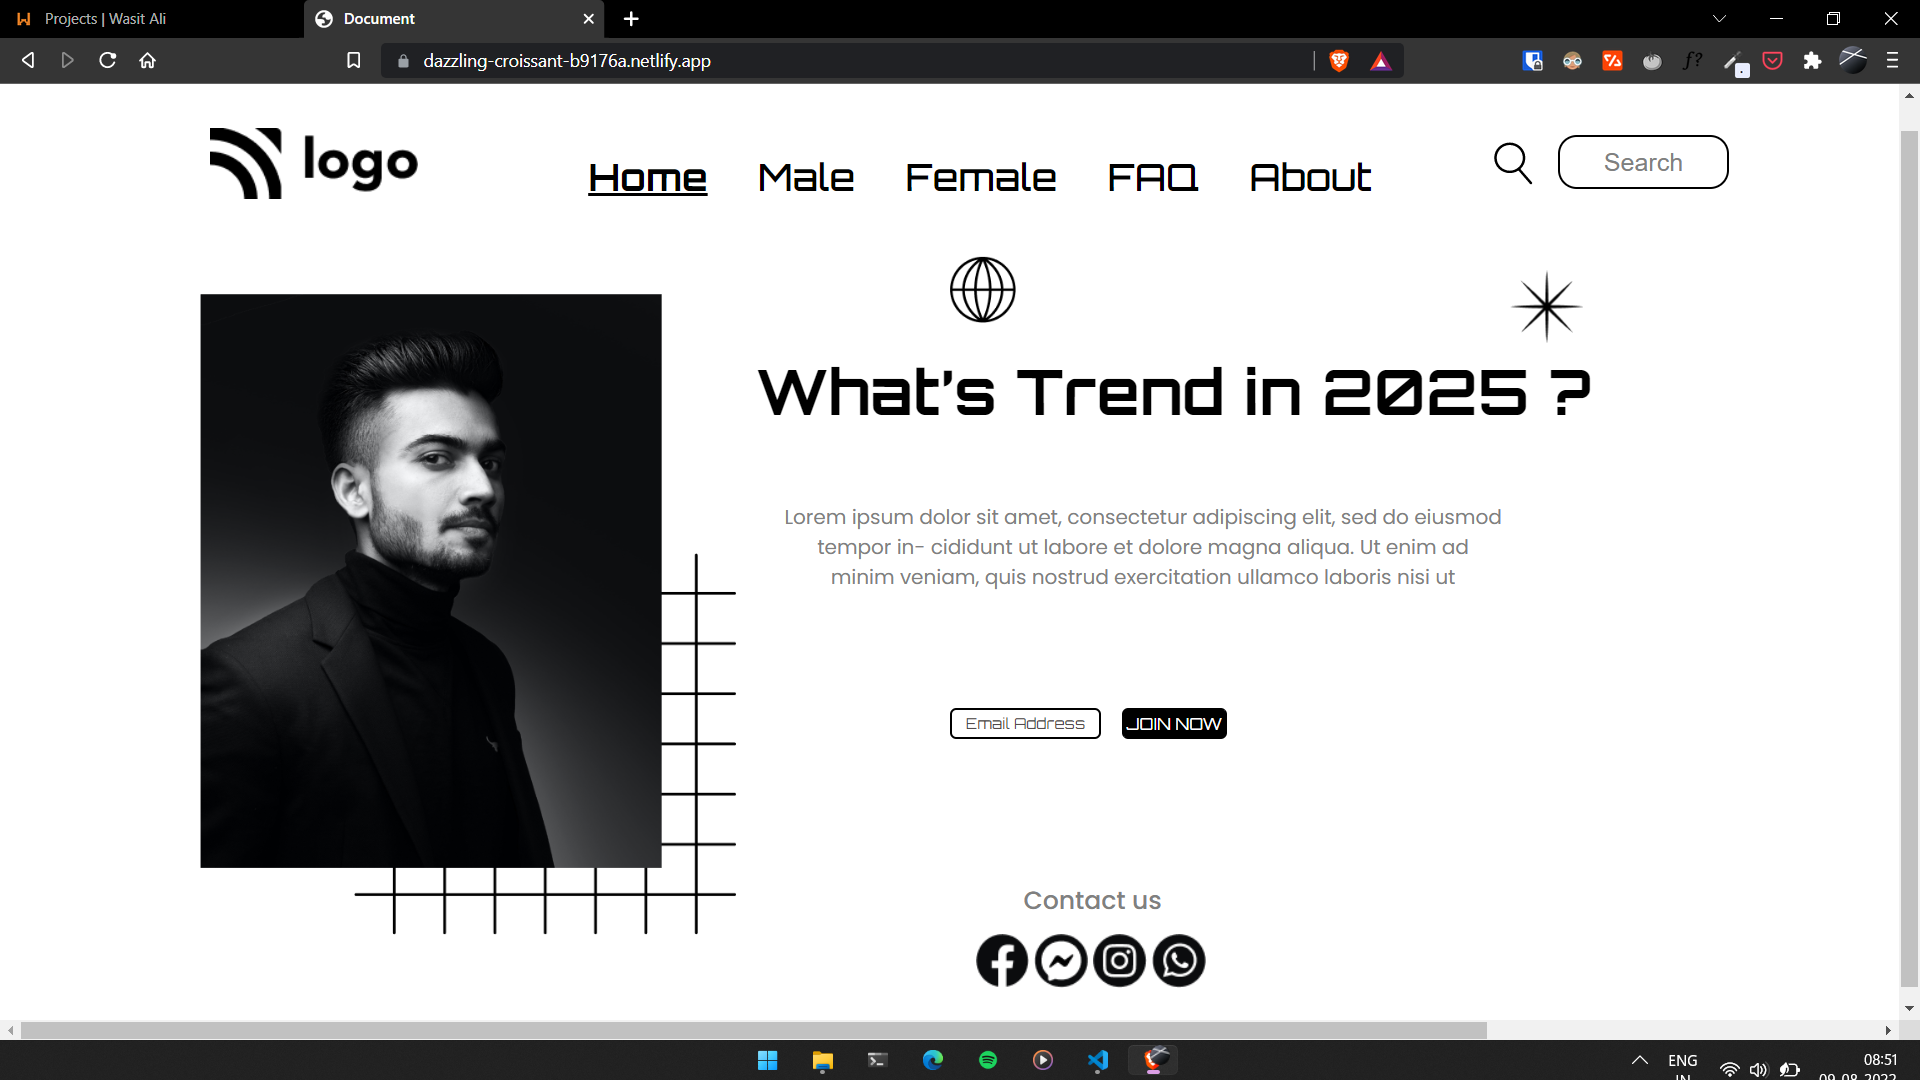 Projects | Wasit Ali
Document
dazzling-croissant-b9176a.netlify.app
logo
Home
Male
Female
FAQ
About
Search
What's Trend in 2025 ?
Lorem ipsum dolor sit amet, consectetur adipiscing elit, sed do eiusmod
tempor in- cididunt ut labore et dolore magna aliqua. Ut enim ad
minim veniam, quis nostrud exercitation ullamco laboris nisi ut
Email Address
JOIN NOW
Contact us
ENG
IN
08:51
09-08-2022